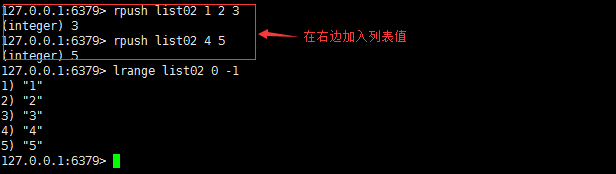 127.0.0.1:6379> rpush list02 1 2 3
(integer) 3
127.0.0.1:6379> rpush list02 4 5
(integer) 5
在右边加入列表值
127.0.0.1:6379> lrange list02 0 -1
1) "1"
2) "2"
3) "3"
4) "4"
5) "5"
127.0.0.1:6379>